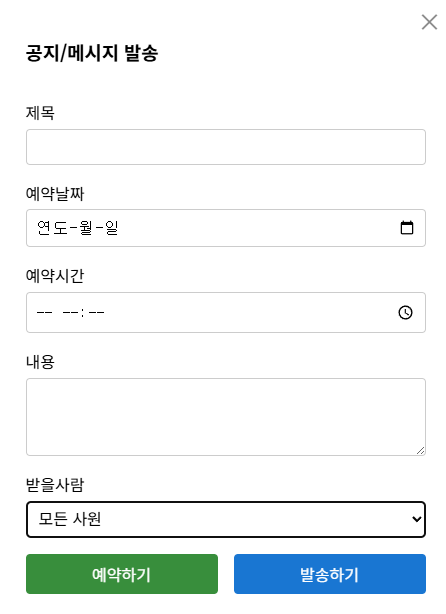 공지/메시지 발송
제목
예약날짜
연도-월-일
예약시간
-- --:--
내용
받을사람
모든 사원
예약하기 발송하기